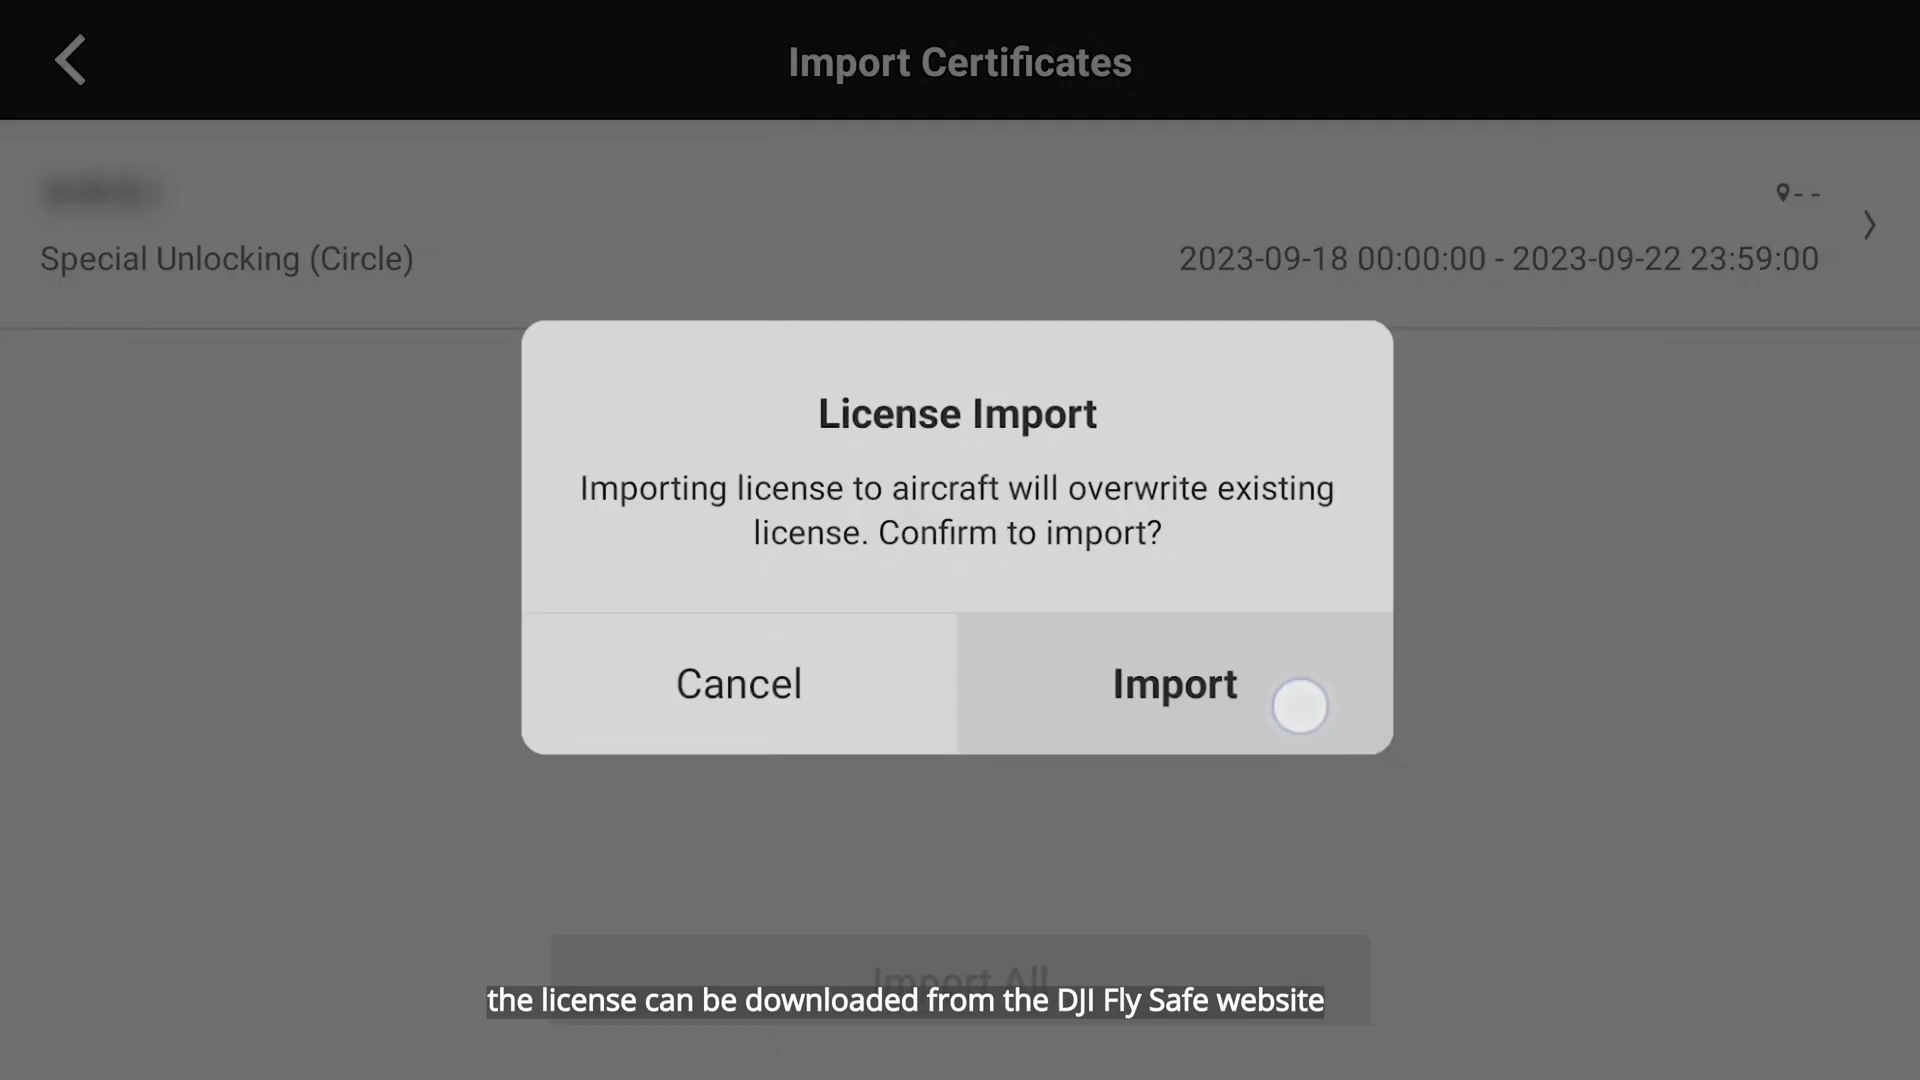 Import Certificates
- -
Special Unlocking (Circle)
2023-09-18 00:00:00 - 2023-09-22 23:59:00
License Import
Importing license to aircraft will overwrite existing
license. Confirm to import?
Cancel
Import
Import All
the license can be downloaded from the DJI Fly Safe website